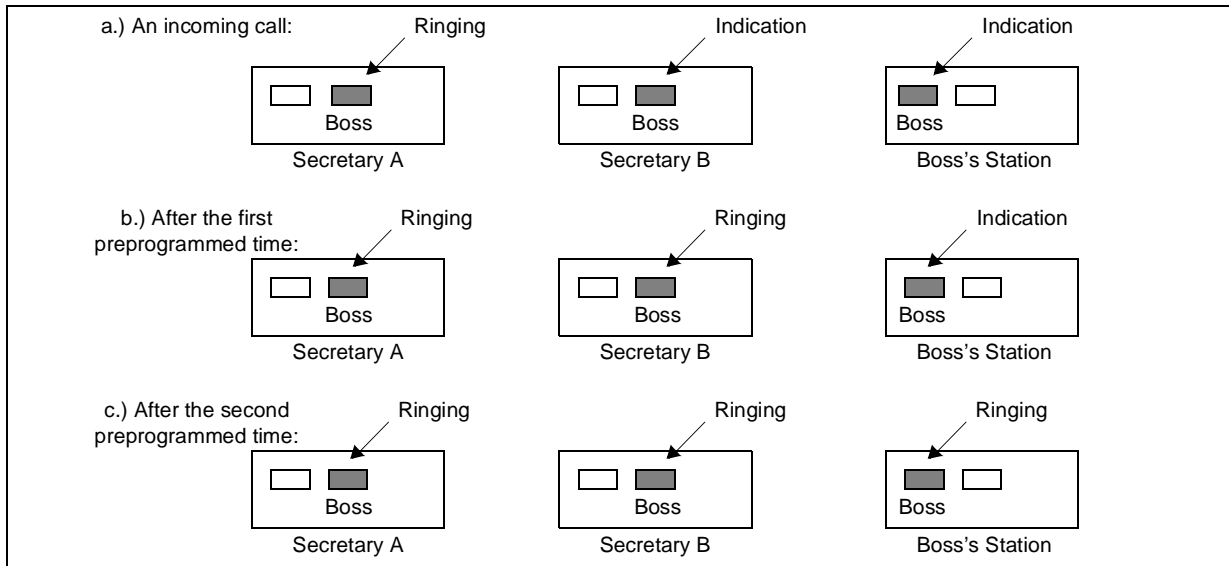 a.) An incoming call:
Ringing
Indication
Indication
Boss
Boss
Boss
Secretary A
Secretary B
Boss's Station
b.) After the first
preprogrammed time:
Ringing
Ringing
Indication
Boss
Boss
Boss
Secretary A
Secretary B
Boss's Station
c.) After the second
preprogrammed time:
Ringing
Ringing
Ringing
Boss
Boss
Boss
Secretary A
Secretary B
Boss's Station